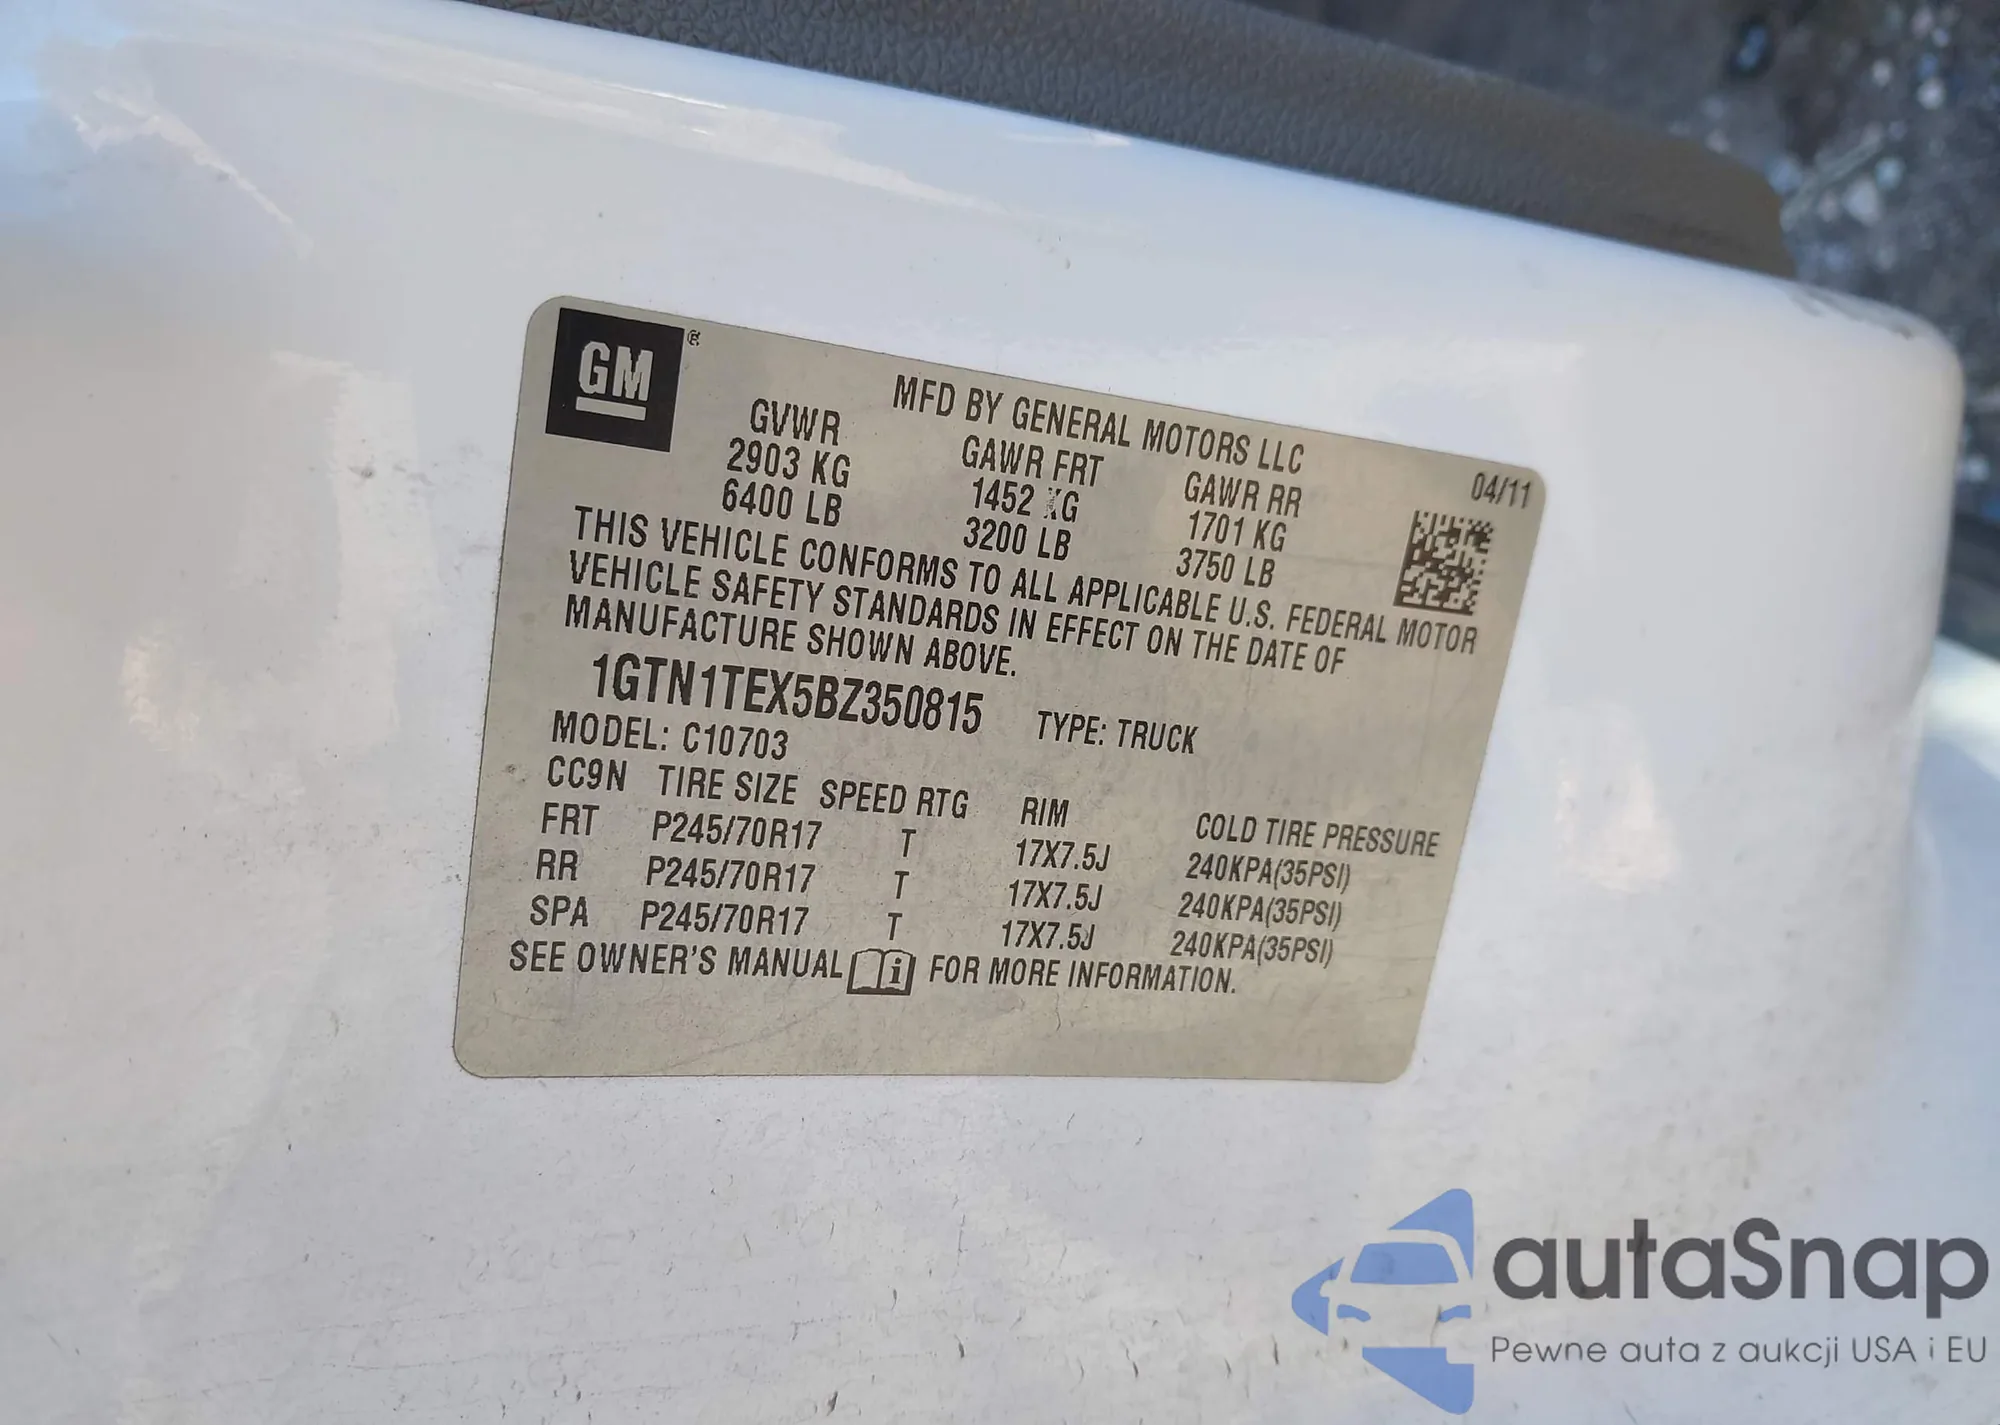 GM ®
MFD BY GENERAL MOTORS LLC
GVWR GAWR FRT GAWR RR 04/11
2903 KG 1452 KG 1701 KG
6400 LB 3200 LB 3750 LB
THIS VEHICLE CONFORMS TO ALL APPLICABLE U.S. FEDERAL MOTOR
VEHICLE SAFETY STANDARDS IN EFFECT ON THE DATE OF
MANUFACTURE SHOWN ABOVE.
1GTN1TEX5BZ350815 TYPE: TRUCK
MODEL: C10703
CC9N TIRE SIZE SPEED RTG RIM COLD TIRE PRESSURE
FRT P245/70R17 T 17X7.5J 240KPA(35PSI)
RR P245/70R17 T 17X7.5J 240KPA(35PSI)
SPA P245/70R17 T 17X7.5J 240KPA(35PSI)
SEE OWNER'S MANUAL i FOR MORE INFORMATION.
autaSnap
Pewne auta z aukcji USA i EU